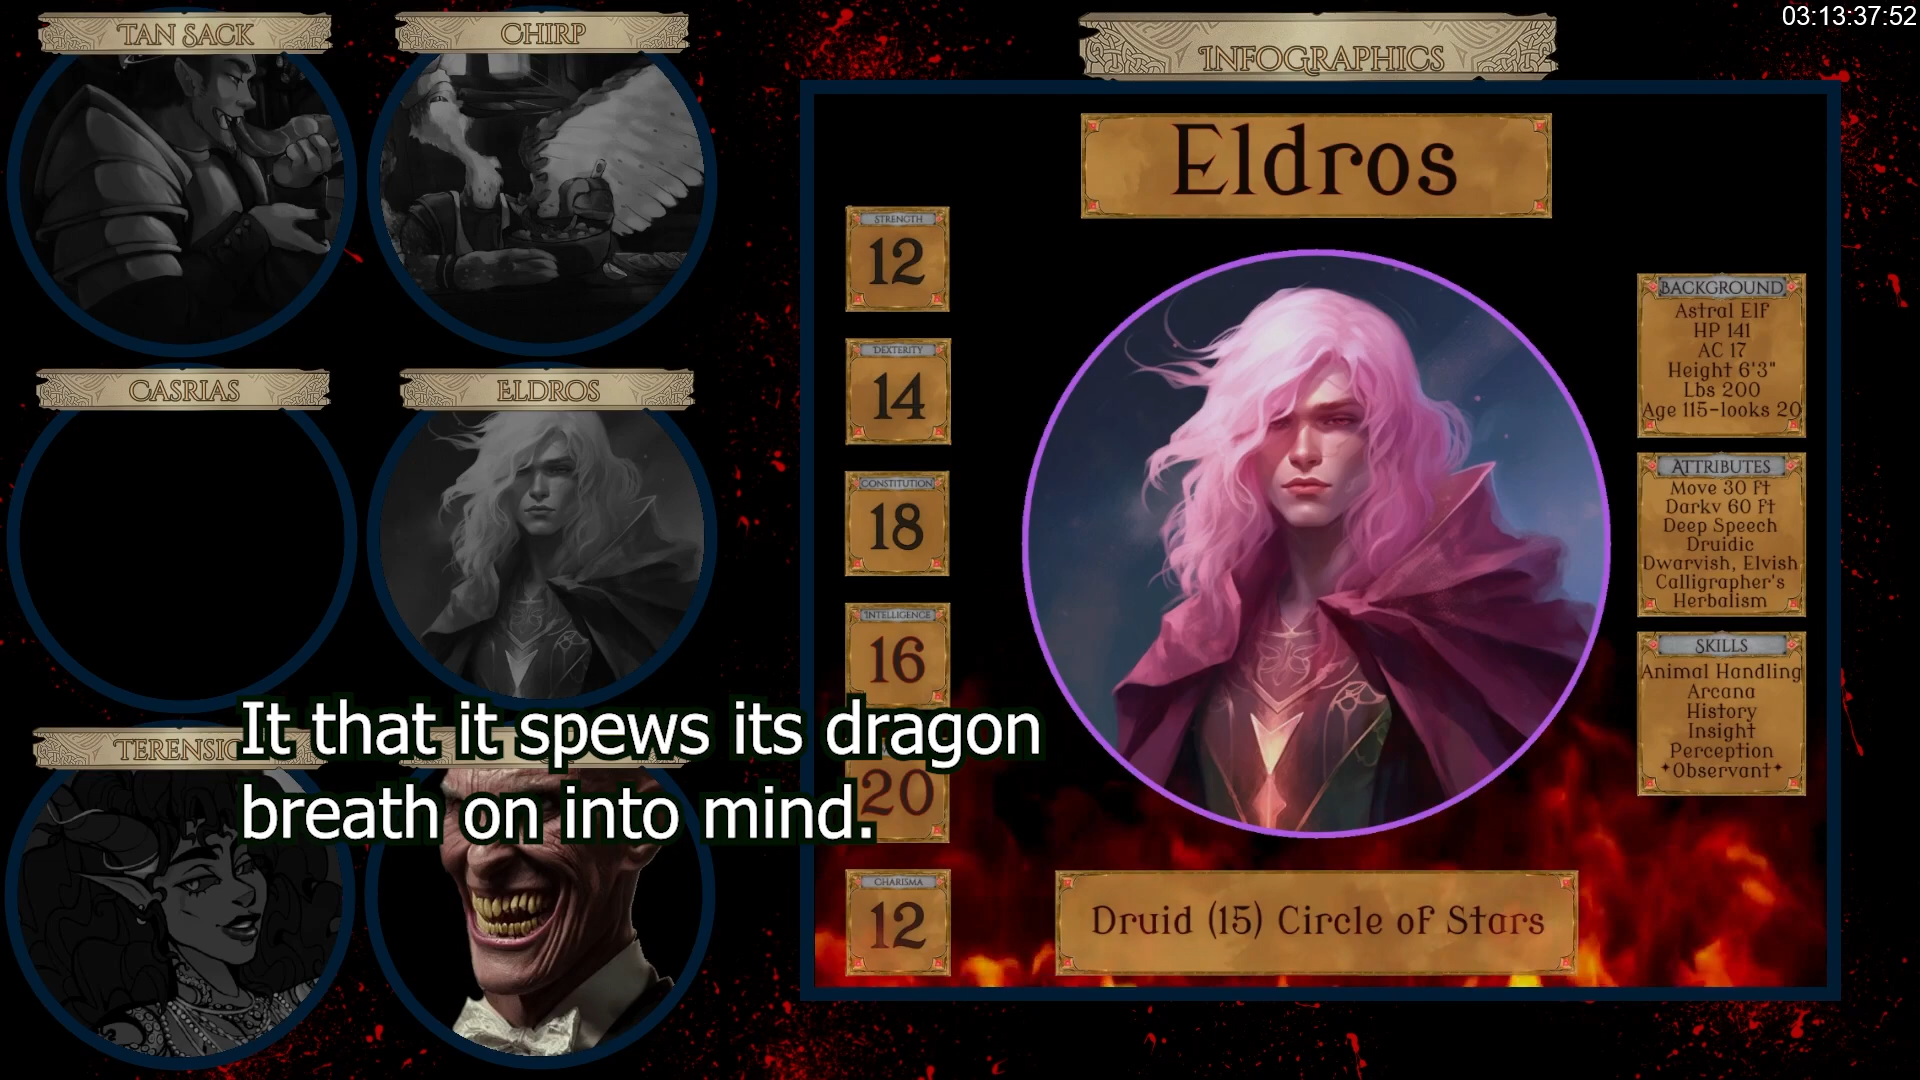 03:13:37:52
TAN SACK
CHIRP
INFOGRAPHICS
Eldros
STRENGTH
12
DEXTERITY
14
CONSTITUTION
18
INTELLIGENCE
16
20
CHARISMA
12
BACKGROUND
Astral Elf
HP 141
AC 17
Height 6'3"
Lbs 200
Age 115-looks 20
ATTRIBUTES
Move 30 ft
Darkv 60 ft
Deep Speech
Druidic
Dwarvish, Elvish
Calligrapher's
Herbalism
SKILLS
Animal Handling
Arcana
History
Insight
Perception
*Observant*
CASRIAS
ELDROS
It that it spews its dragon
breath on into mind.
Druid (15) Circle of Stars